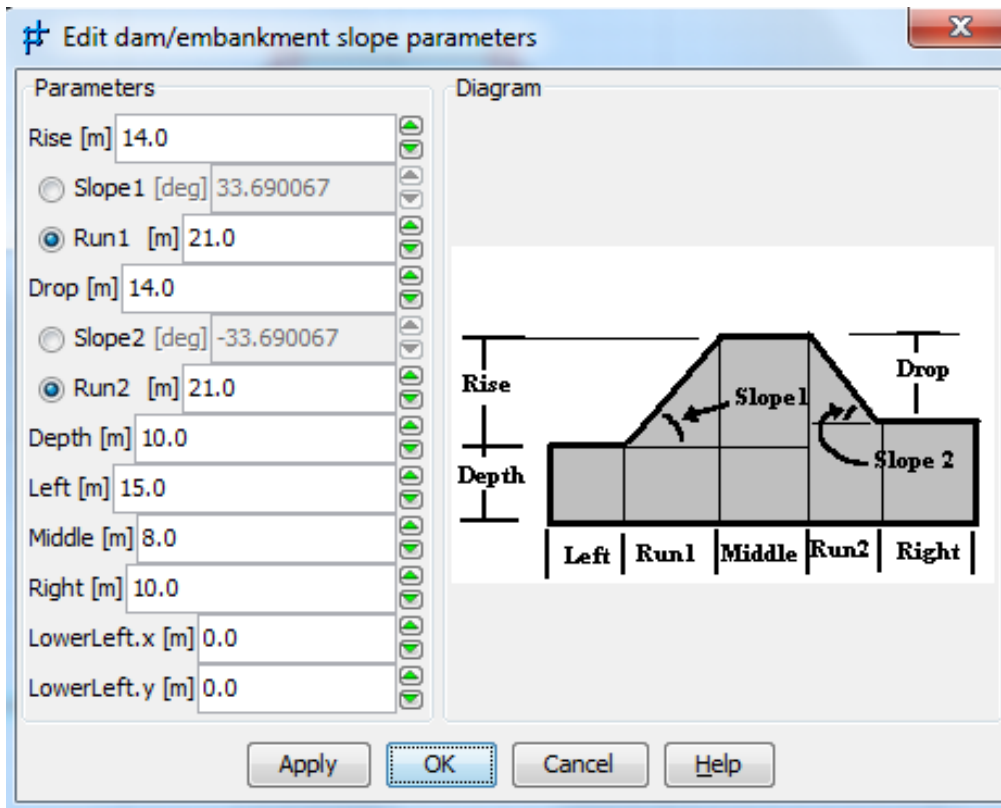 Edit dam/embankment slope parameters
Parameters
Rise [m] 14.0
Slope1 [deg] 33.690067
Run1 [m] 21.0
Drop [m] 14.0
Slope2 [deg] -33.690067
Run2 [m] 21.0
Depth [m] 10.0
Left [m] 15.0
Middle [m] 8.0
Right [m] 10.0
LowerLeft.x [m] 0.0
LowerLeft.y [m] 0.0
Diagram
Rise
Slope1
Drop
Depth
Slope 2
Left Run1 Middle Run2 Right
Apply OK Cancel Help